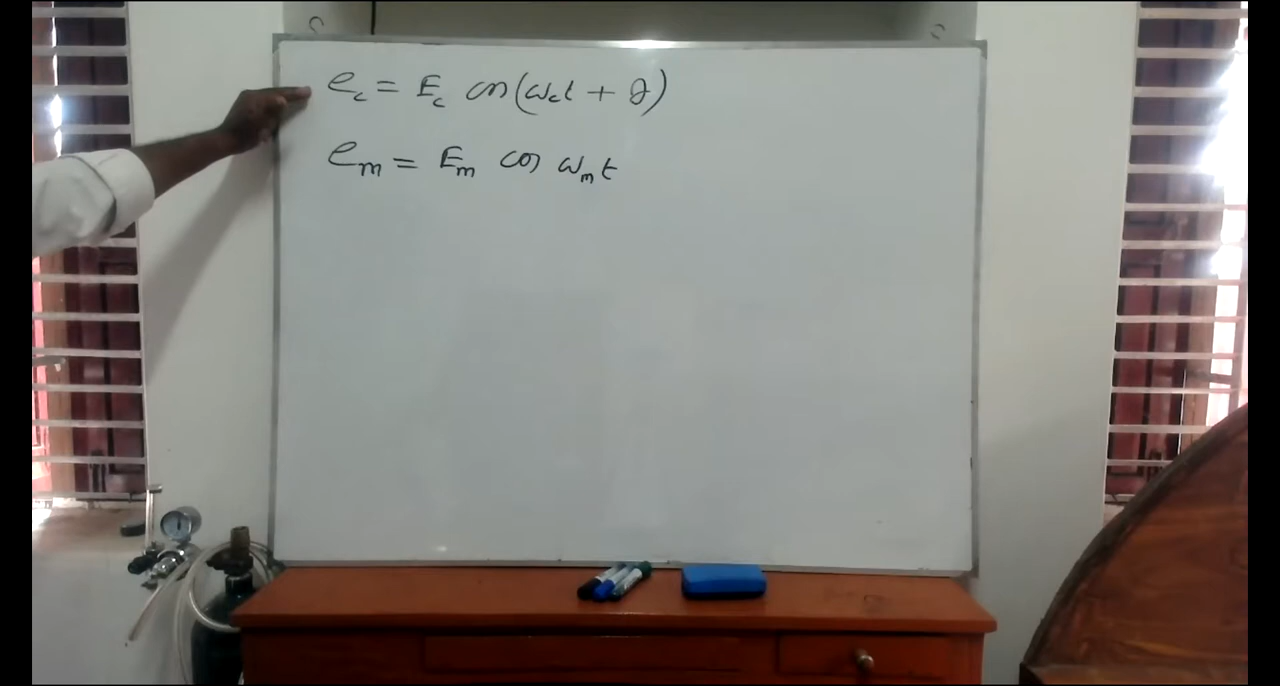 e_c = E_c cos(ω_c t + θ)
e_m = E_m cos ω_m t